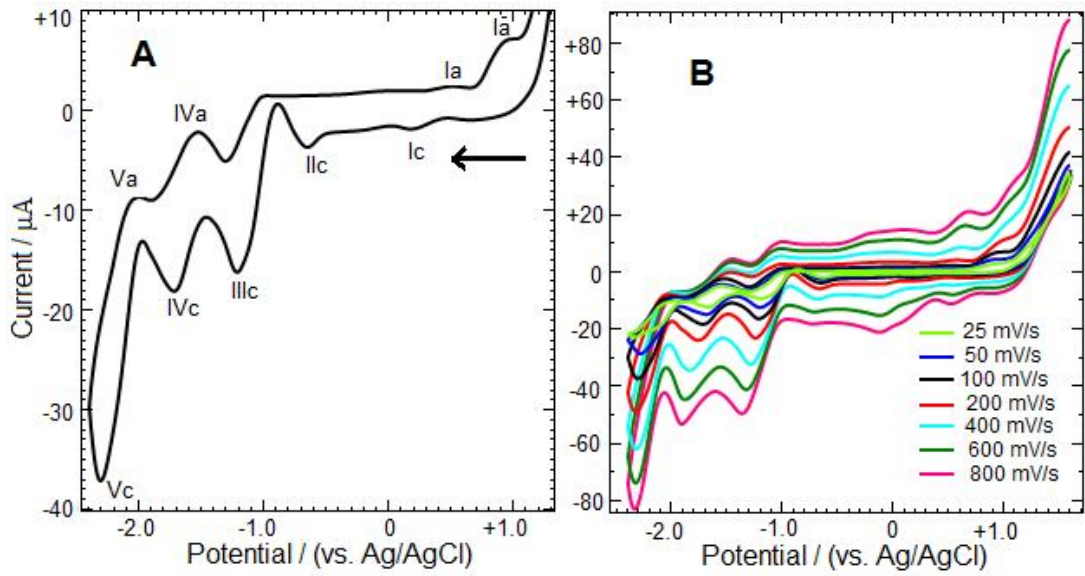 A
+10
0
-10
-20
-30
-40
Current / µA
Ia
Ia
IVa
Va
IIc
Ic
IVc
IIIc
Vc
-2.0
-1.0
0
+1.0
Potential / (vs. Ag/AgCl)
B
+80
+60
+40
+20
0
-20
-40
-60
-80
25 mV/s
50 mV/s
100 mV/s
200 mV/s
400 mV/s
600 mV/s
800 mV/s
-2.0
-1.0
0
+1.0
Potential / (vs. Ag/AgCl)